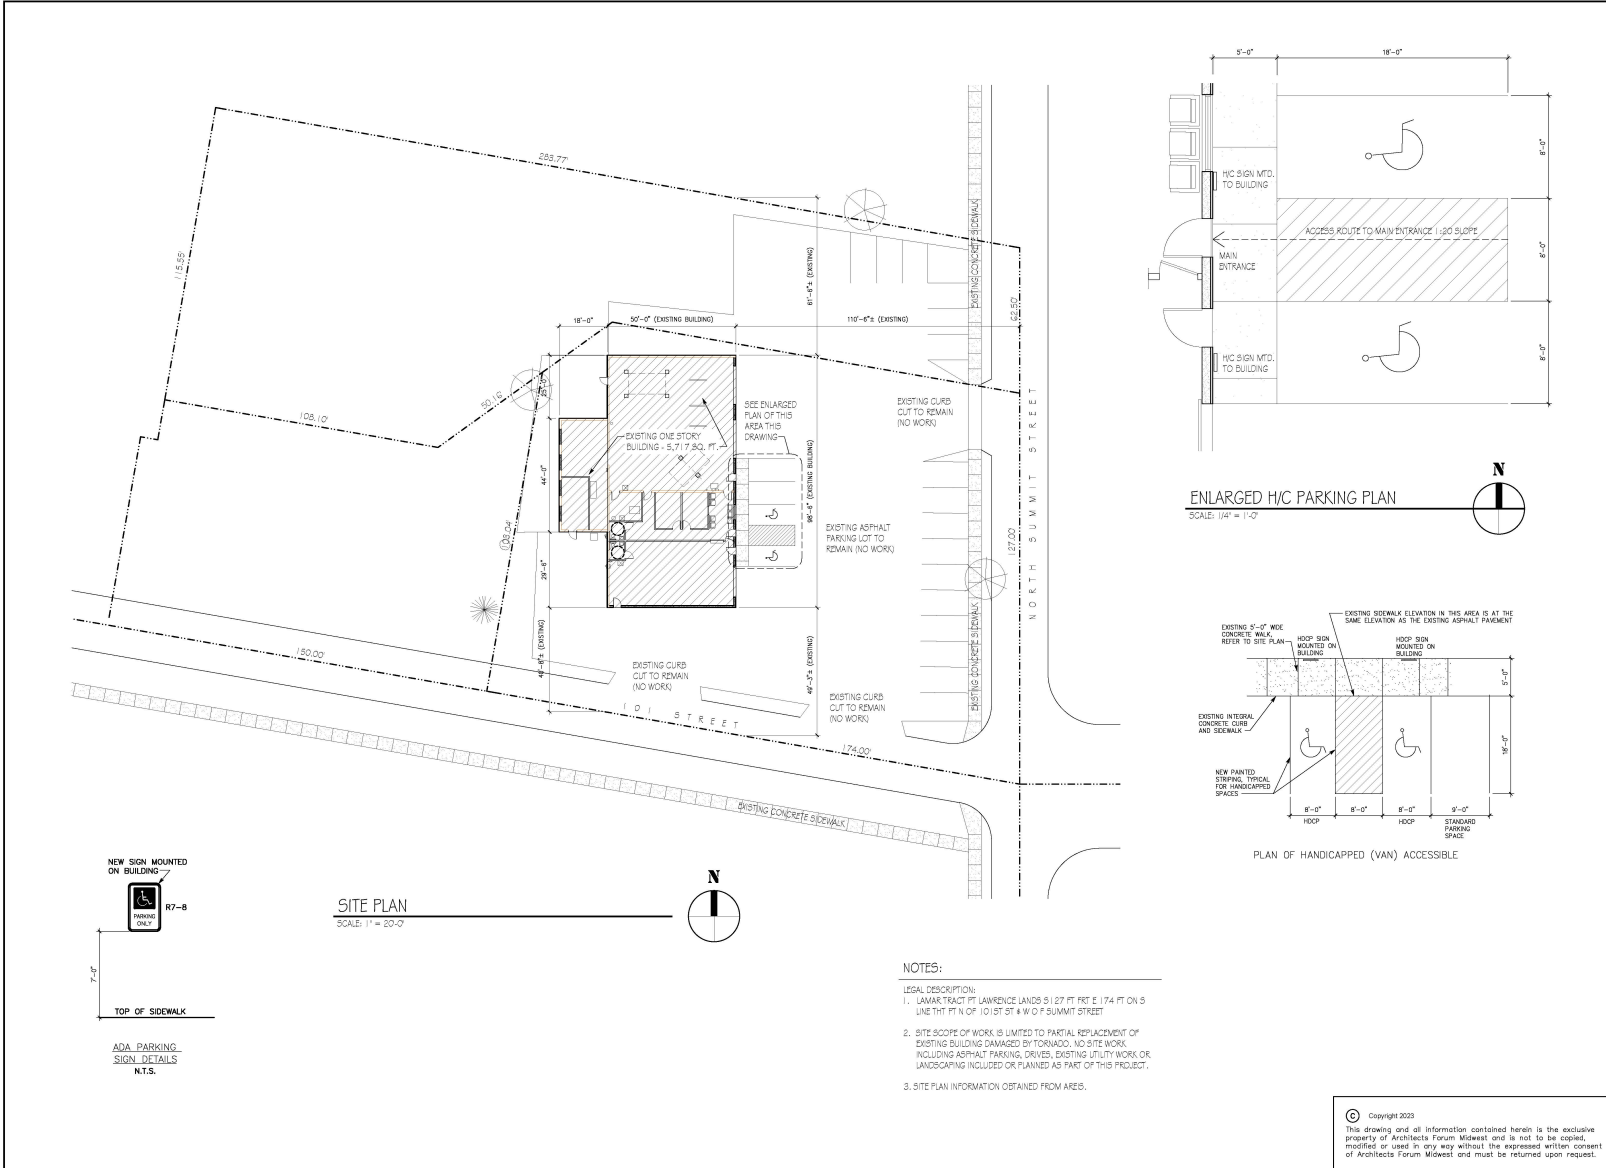 5'-0"
18'-0"
283.77'
115.55'
H/C SIGN MTD.
TO BUILDING
8'-0"
ACCESS ROUTE TO MAIN ENTRANCE 1:20 SLOPE
8'-0"
MAIN
ENTRANCE
H/C SIGN MTD.
TO BUILDING
8'-0"
EXISTING CONCRETE SIDEWALK
61'-6"± (EXISTING)
62.50'
18'-0"
50'-0" (EXISTING BUILDING)
110'-6"± (EXISTING)
25'-0"
50.16'
108.10'
SEE ENLARGED
PLAN OF THIS
AREA THIS
DRAWING
EXISTING CURB
CUT TO REMAIN
(NO WORK)
EXISTING ONE STORY
BUILDING - 5,717 SQ. FT.
44'-0"
98'-6" (EXISTING BUILDING)
NORTH SUMMIT STREET
N
ENLARGED H/C PARKING PLAN
SCALE: 1/4" = 1'-0"
108.04'
EXISTING ASPHALT
PARKING LOT TO
REMAIN (NO WORK)
127.00'
29'-6"
EXISTING CONCRETE SIDEWALK
150.00'
EXISTING CURB
CUT TO REMAIN
(NO WORK)
49'-3"± (EXISTING)
EXISTING CURB
CUT TO REMAIN
(NO WORK)
101 STREET
174.00'
EXISTING CONCRETE SIDEWALK
EXISTING SIDEWALK ELEVATION IN THIS AREA IS AT THE
SAME ELEVATION AS THE EXISTING ASPHALT PAVEMENT
EXISTING 5'-0" WIDE
CONCRETE WALK,
REFER TO SITE PLAN
HDCP SIGN
MOUNTED ON
BUILDING
HDCP SIGN
MOUNTED ON
BUILDING
5'-0"
EXISTING INTEGRAL
CONCRETE CURB
AND SIDEWALK
18'-0"
NEW PAINTED
STRIPING, TYPICAL
FOR HANDICAPPED
SPACES
8'-0"
8'-0"
8'-0"
9'-0"
HDCP
HDCP
STANDARD
PARKING
SPACE
PLAN OF HANDICAPPED (VAN) ACCESSIBLE
NEW SIGN MOUNTED
ON BUILDING
R7-8
PARKING
ONLY
7'-0"
TOP OF SIDEWALK
ADA PARKING
SIGN DETAILS
N.T.S.
SITE PLAN
SCALE: 1" = 20'-0"
N
NOTES:
LEGAL DESCRIPTION:
1. LAMAR TRACT PT LAWRENCE LANDS S 127 FT FRT E 174 FT ON S
LINE THT PT N OF 101ST ST & W O F SUMMIT STREET
2. SITE SCOPE OF WORK IS LIMITED TO PARTIAL REPLACEMENT OF
EXISTING BUILDING DAMAGED BY TORNADO. NO SITE WORK
INCLUDING ASPHALT PARKING, DRIVES, EXISTING UTILITY WORK OR
LANDSCAPING INCLUDED OR PLANNED AS PART OF THIS PROJECT.
3. SITE PLAN INFORMATION OBTAINED FROM AREIS.
© Copyright 2023
This drawing and all information contained herein is the exclusive
property of Architects Forum Midwest and is not to be copied,
modified or used in any way without the expressed written consent
of Architects Forum Midwest and must be returned upon request.